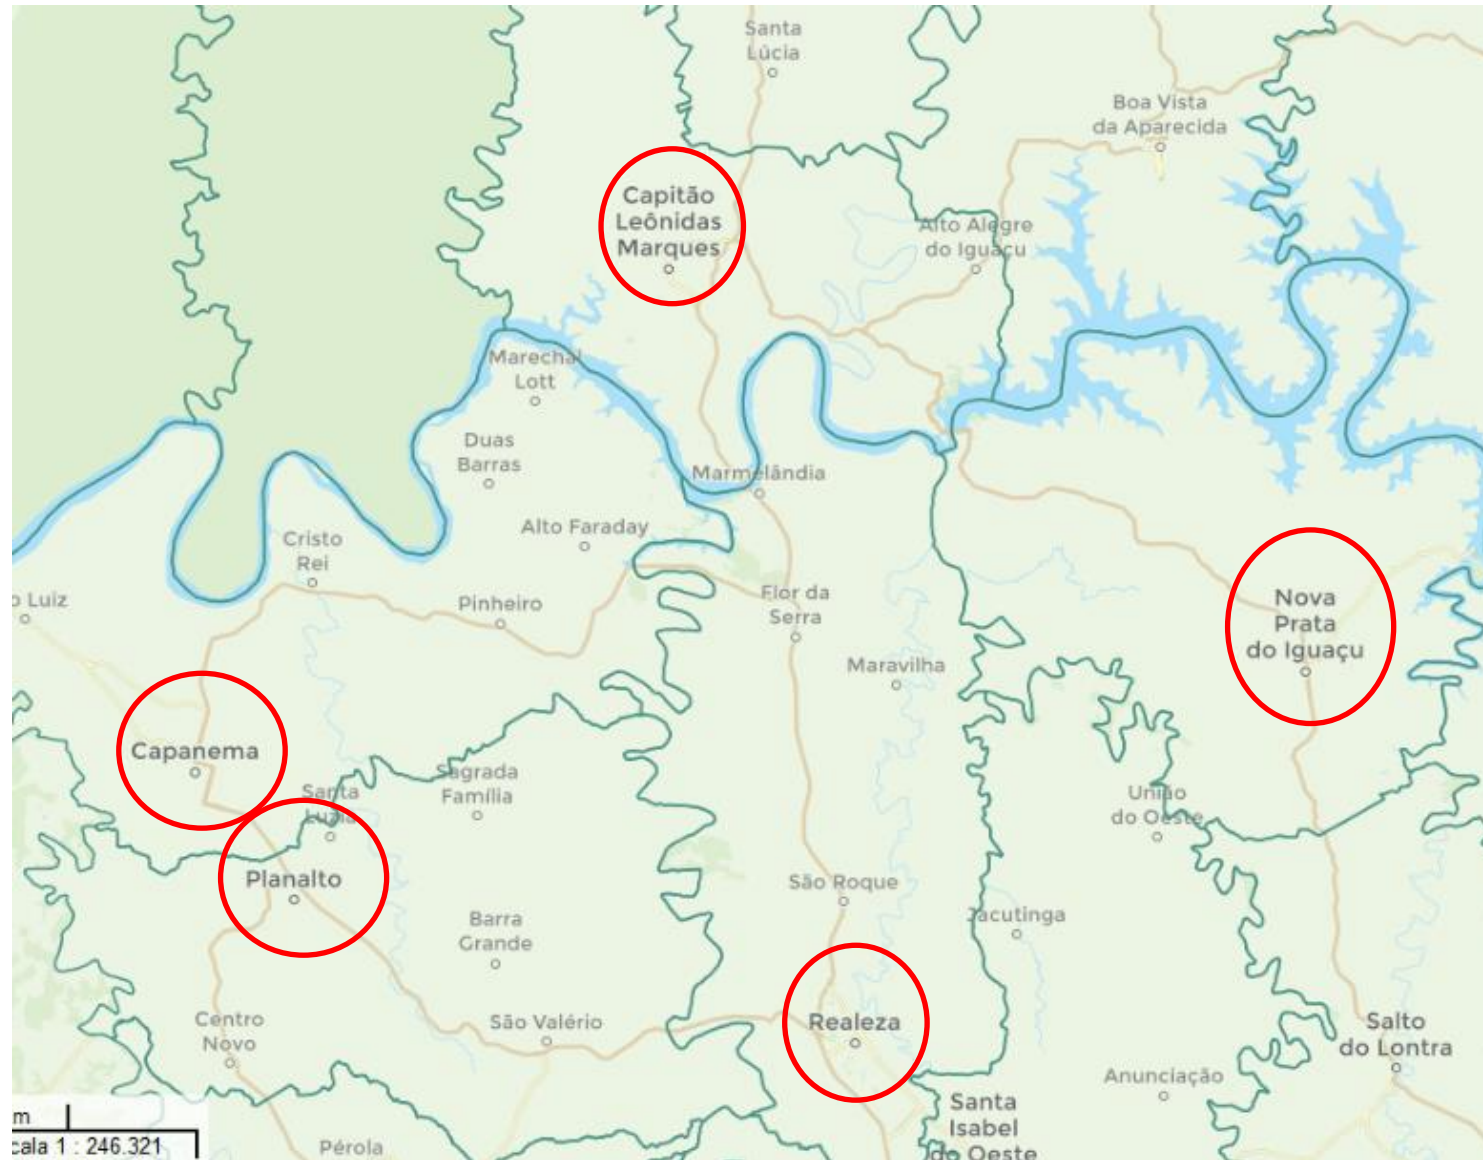 Santa
Lúcia
Boa Vista
da Aparecida
Capitão
Leônidas
Marques
Alto Alegre
do Iguaçu
Marechal
Lott
Duas
Barras
Marmelândia
Alto Faraday
Cristo
Rei
o Luiz
Pinheiro
Flor da
Serra
Nova
Prata
do Iguaçu
Maravilha
Capanema
Sagrada
Família
Santa
Luzia
União
do Oeste
Planalto
São Roque
Jacutinga
Barra
Grande
Centro
Novo
São Valério
Realeza
Salto
do Lontra
Anunciação
Santa
Isabel
do Oeste
Pérola
m
cala 1 : 246.321